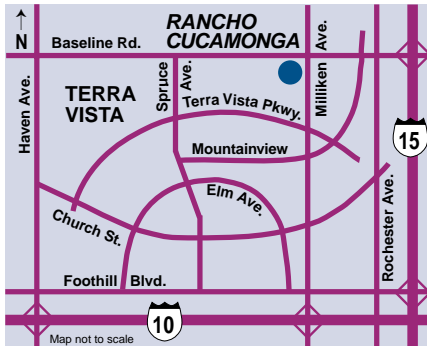 N
Baseline Rd.
RANCHO
CUCAMONGA
Haven Ave.
TERRA
VISTA
Spruce
Ave.
Terra Vista Pkwy.
Milliken Ave.
15
Mountainview
Elm Ave.
Church St.
Rochester Ave.
Foothill Blvd.
10
Map not to scale